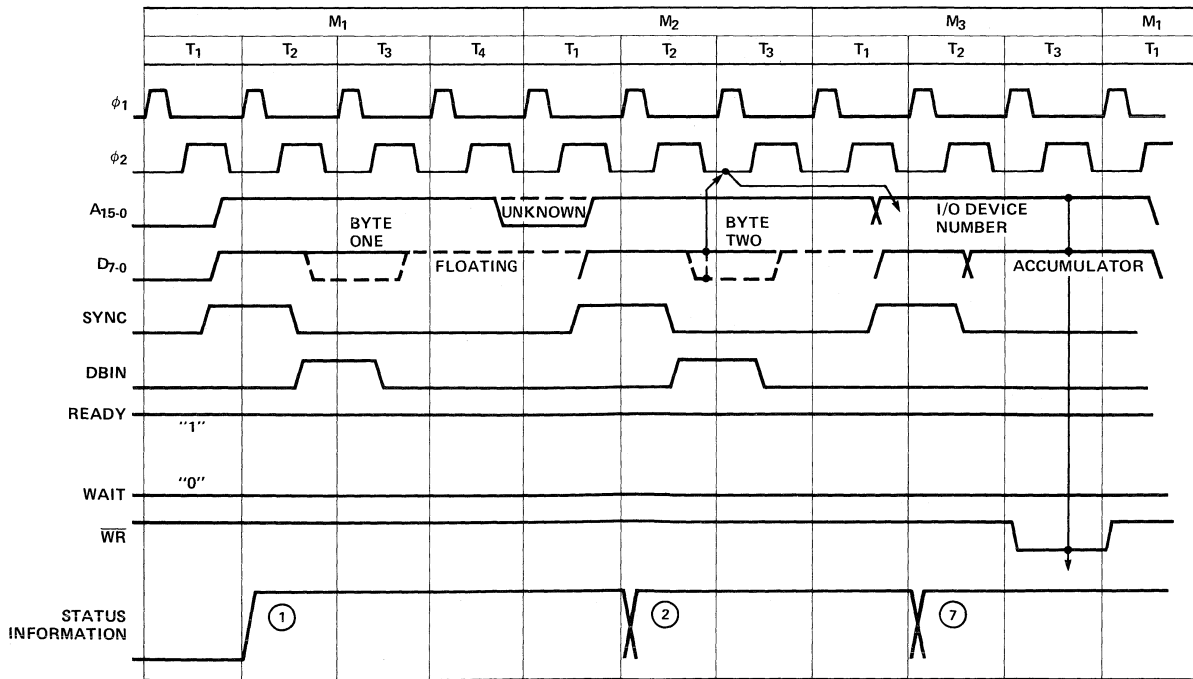 M1 M2 M3 M1
T1 T2 T3 T4 T1 T2 T3 T1 T2 T3 T1
ϕ1
ϕ2
A15-0
UNKNOWN
BYTE
ONE
BYTE
TWO
I/O DEVICE
NUMBER
D7-0
FLOATING
ACCUMULATOR
SYNC
DBIN
READY
"1"
WAIT
"0"
WR
STATUS
INFORMATION
1 2 7